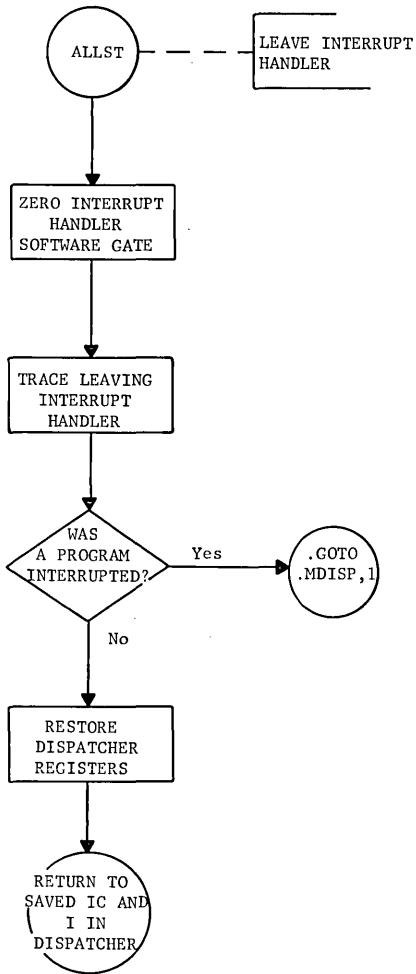 ALLST
LEAVE INTERRUPT
HANDLER
ZERO INTERRUPT
HANDLER
SOFTWARE GATE
TRACE LEAVING
INTERRUPT
HANDLER
WAS
A PROGRAM
INTERRUPTED?
Yes
.GOTO
.MDISP,1
No
RESTORE
DISPATCHER
REGISTERS
RETURN TO
SAVED IC AND
I IN
DISPATCHER